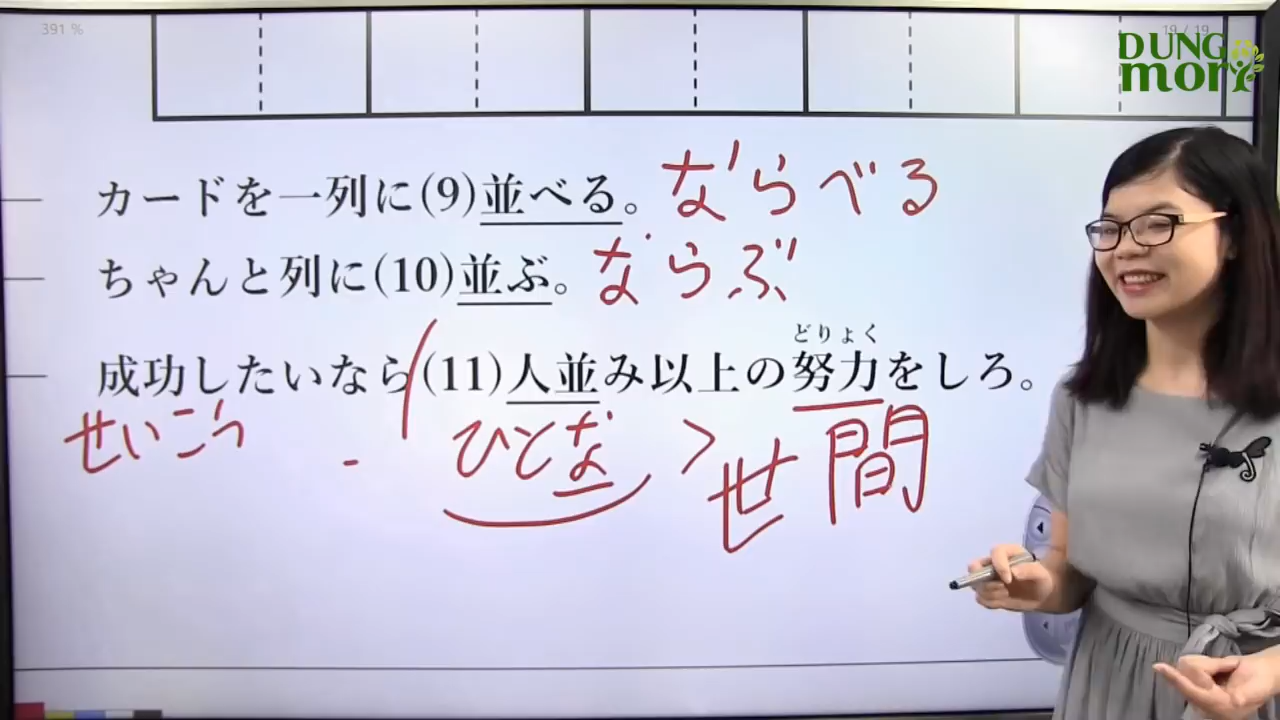 391 %
19 / 19
DUNG
mori
カードを一列に(9)並べる。ならべる
ちゃんと列に(10)並ぶ。ならぶ
どりょく
成功したいなら(11)人並み以上の努力をしろ。
せいこう ひとな > 世間